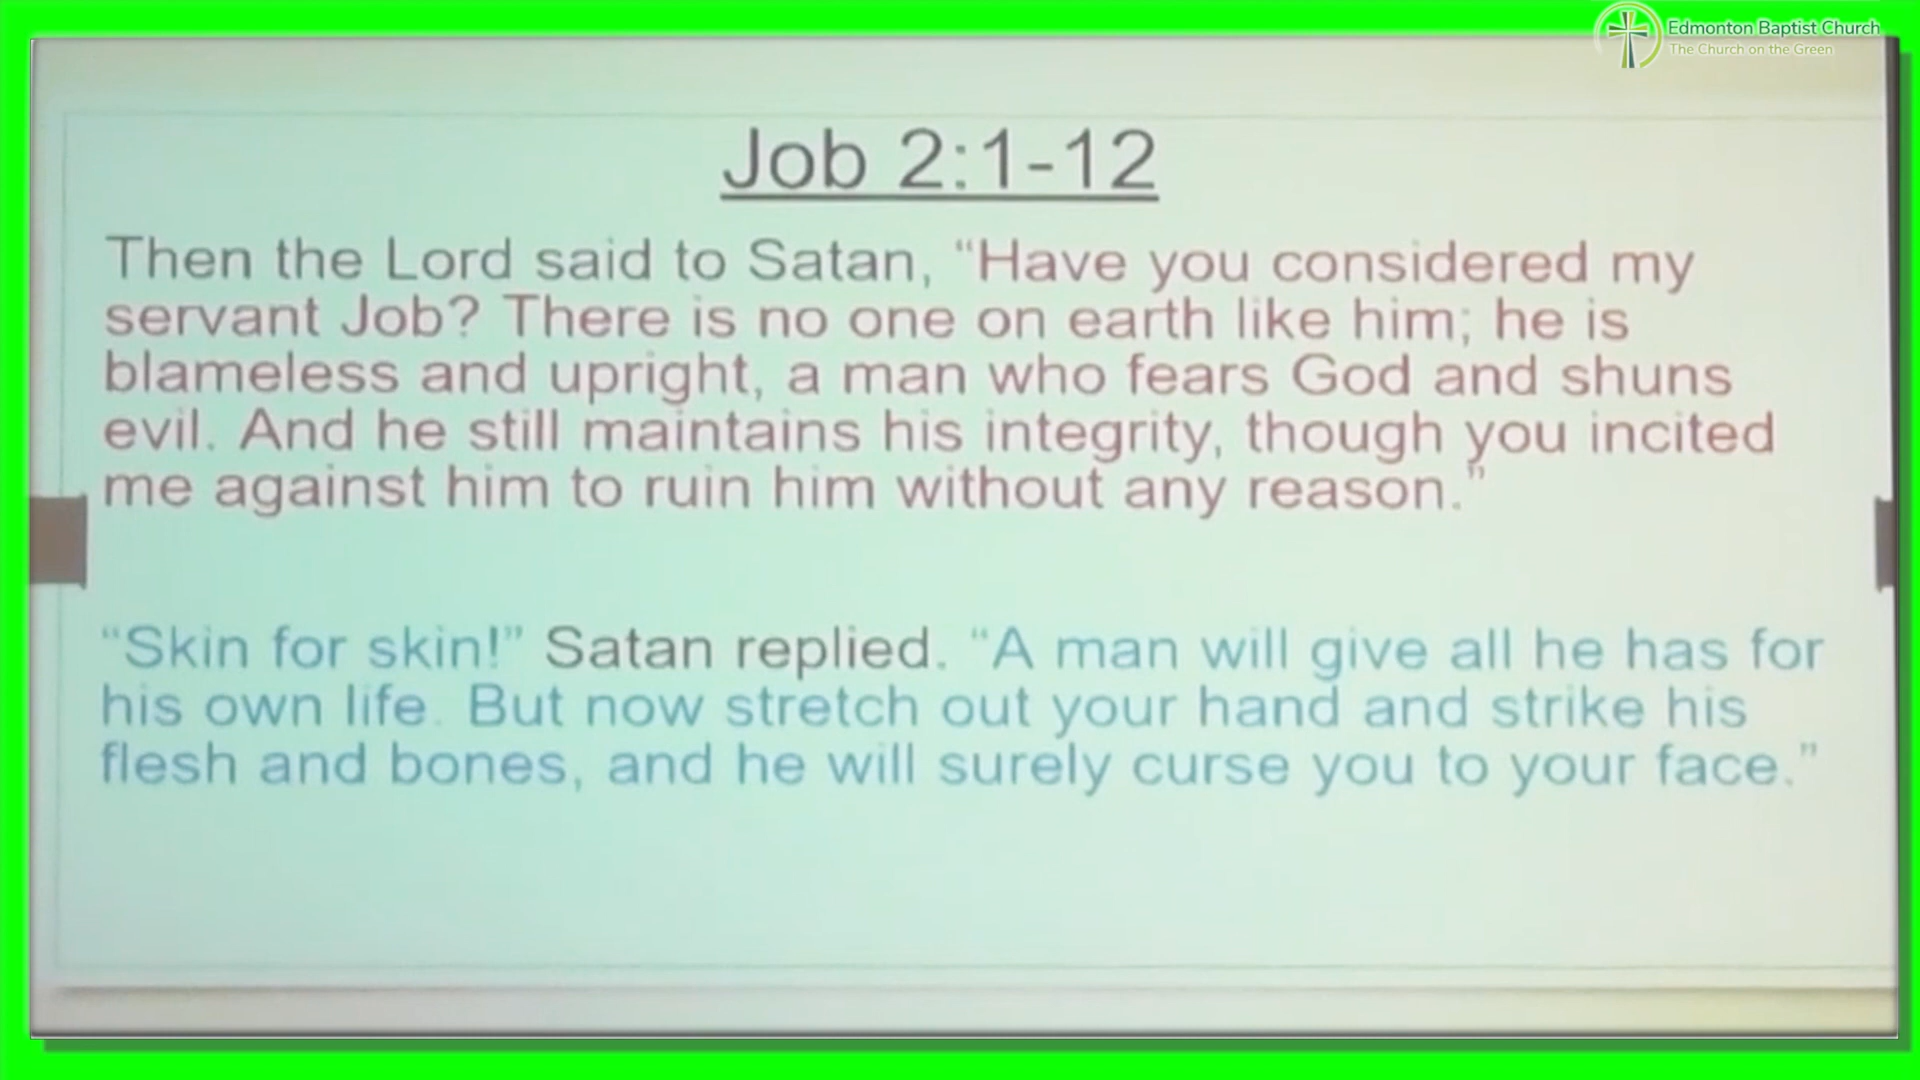 Edmonton Baptist Church
The Church on the Green
Job 2:1-12
Then the Lord said to Satan, “Have you considered my
servant Job? There is no one on earth like him; he is
blameless and upright, a man who fears God and shuns
evil. And he still maintains his integrity, though you incited
me against him to ruin him without any reason.”
“Skin for skin!” Satan replied. “A man will give all he has for
his own life. But now stretch out your hand and strike his
flesh and bones, and he will surely curse you to your face.”